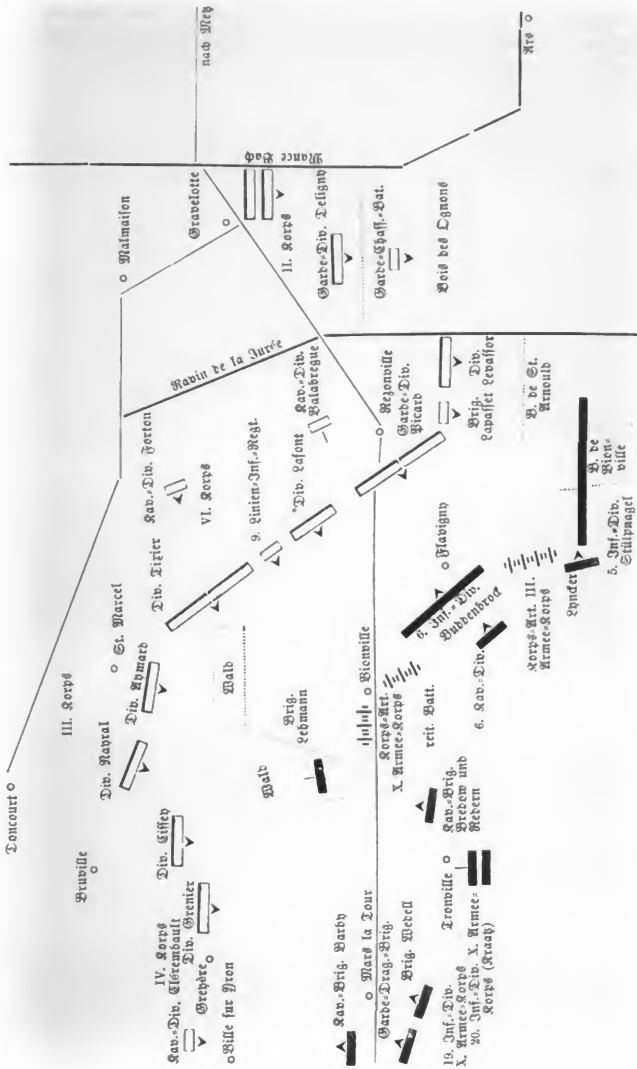 Doncourt
Bruville
III. Korps
St. Marcel
Malmaison
Gravelotte
nach Metz
Mance Bach
Ars
Div. Nayral
Div. Aymard
Div. Tixier
Kav.=Div. Forton
VI. Korps
Ravin de la Jurée
II. Korps
Garde=Div. Deligny
Garde=Chass.=Bat.
Bois des Ognons
Div. Cissey
IV. Korps
Kav.=Div. Clérembault
Div. Grenier
Greyère
Ville sur Yron
Wald
Wald
9. Linien=Inf.=Regt.
Div. Lafont
Kav.=Div.
Valabregue
Rezonville
Garde=Div.
Picard
Brig. Div.
Lapasset Levassor
B. de St.
Arnould
Brig.
Lehmann
Vionville
Korps=Art.
X. Armee=Korps
reit. Batt.
Flavigny
6. Inf.=Div.
Buddenbrock
6. Kav.=Div.
Korps=Art. III.
Armee=Korps
Lyncker
B. de
Vion=
ville
5. Inf.=Div.
Stülpnagel
Kav.=Brig. Barby
Mars la Tour
Garde=Drag.=Brig.
Brig. Wedell
Kav.=Brig.
Bredow und
Redern
Tronville
19. Inf.=Div.
X. Armee=Korps
20. Inf.=Div. X. Armee=
Korps (Kraatz)